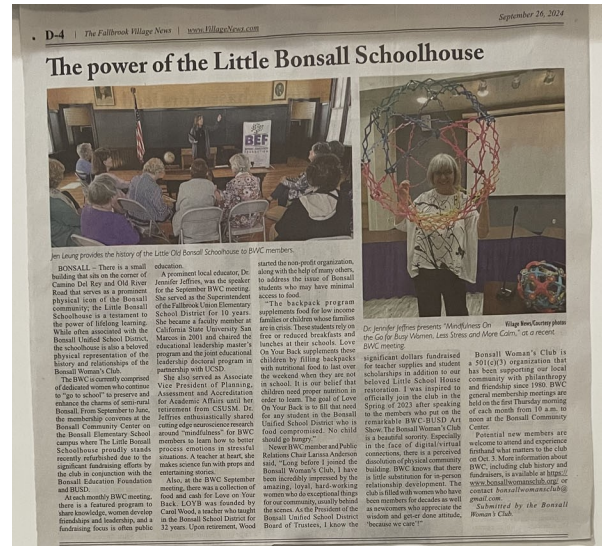 September 26, 2024
D-4 | The Fallbrook Village News | www.VillageNews.com
The power of the Little Bonsall Schoolhouse
BEF
Jen Leung provides the history of the Little Old Bonsall Schoolhouse to BWC members.
BONSALL – There is a small
building that sits on the corner of
Camino Del Rey and Old River
Road that serves as a prominent
physical icon of the Bonsall
community; the Little Bonsall
Schoolhouse is a testament to
the power of lifelong learning.
While often associated with the
Bonsall Unified School District,
the schoolhouse is also a beloved
physical representation of the
history and relationships of the
Bonsall Woman's Club.
The BWC is currently comprised
of dedicated women who continue
to "go to school" to preserve and
enhance the charms of semi-rural
Bonsall. From September to June,
the membership convenes at the
Bonsall Community Center on
the Bonsall Elementary School
campus where The Little Bonsall
Schoolhouse proudly stands
recently refurbished due to the
significant fundraising efforts by
the club in conjunction with the
Bonsall Education Foundation
and BUSD.
At each monthly BWC meeting,
there is a featured program to
share knowledge, women develop
friendships and leadership, and a
fundraising focus is often public
education.
A prominent local educator, Dr.
Jennifer Jeffries, was the speaker
for the September BWC meeting.
She served as the Superintendent
of the Fallbrook Union Elementary
School District for 10 years.
She became a faculty member at
California State University San
Marcos in 2001 and chaired the
educational leadership master's
program and the joint educational
leadership doctoral program in
partnership with UCSD.
She also served as Associate
Vice President of Planning,
Assessment and Accreditation
for Academic Affairs until her
retirement from CSUSM. Dr.
Jeffries enthusiastically shared
cutting edge neuroscience research
around "mindfulness" for BWC
members to learn how to better
process emotions in stressful
situations. A teacher at heart, she
makes science fun with props and
entertaining stories.
Also, at the BWC September
meeting, there was a collection of
food and cash for Love on Your
Back. LOYB was founded by
Carol Wood, a teacher who taught
in the Bonsall School District for
32 years. Upon retirement, Wood
started the non-profit organization,
along with the help of many others,
to address the issue of Bonsall
students who may have minimal
access to food.
"The backpack program
supplements food for low income
families or children whose families
are in crisis. These students rely on
free or reduced breakfasts and
lunches at their schools. Love
On Your Back supplements these
children by filling backpacks
with nutritional food to last over
the weekend when they are not
in school. It is our belief that
children need proper nutrition in
order to learn. The goal of Love
On Your Back is to fill that need
for any student in the Bonsall
Unified School District who is
food compromised. No child
should go hungry."
Newer BWC member and Public
Relations Chair Larissa Anderson
said, "Long before I joined the
Bonsall Woman's Club, I have
been incredibly impressed by the
amazing, loyal, hard-working
women who do exceptional things
for our community, usually behind
the scenes. As the President of the
Bonsall Unified School District
Board of Trustees, I know the
Dr. Jennifer Jeffries presents "Mindfulness On
the Go for Busy Women, Less Stress and More Calm," at a recent
BWC meeting.
Village News/Courtesy photos
significant dollars fundraised
for teacher supplies and student
scholarships in addition to our
beloved Little School House
restoration. I was inspired to
officially join the club in the
Spring of 2023 after speaking
to the members who put on the
remarkable BWC-BUSD Art
Show. The Bonsall Woman's Club
is a beautiful sorority. Especially
in the face of digital/virtual
connections, there is a perceived
dissolution of physical community
building. BWC knows that there
is little substitution for in-person
relationship development. The
club is filled with women who have
been members for decades as well
as newcomers who appreciate the
wisdom and get-er-done attitude,
'because we care'!"
Bonsall Woman's Club is
a 501(c)(3) organization that
has been supporting our local
community with philanthropy
and friendship since 1980. BWC
general membership meetings are
held on the first Thursday morning
of each month from 10 a.m. to
noon at the Bonsall Community
Center.
Potential new members are
welcome to attend and experience
firsthand what matters to the club
on Oct. 3. More information about
BWC, including club history and
fundraisers, is available at https://
www.bonsallwomansclub.org/ or
contact bonsallwomansclub@
gmail.com.
Submitted by the Bonsall
Woman's Club.